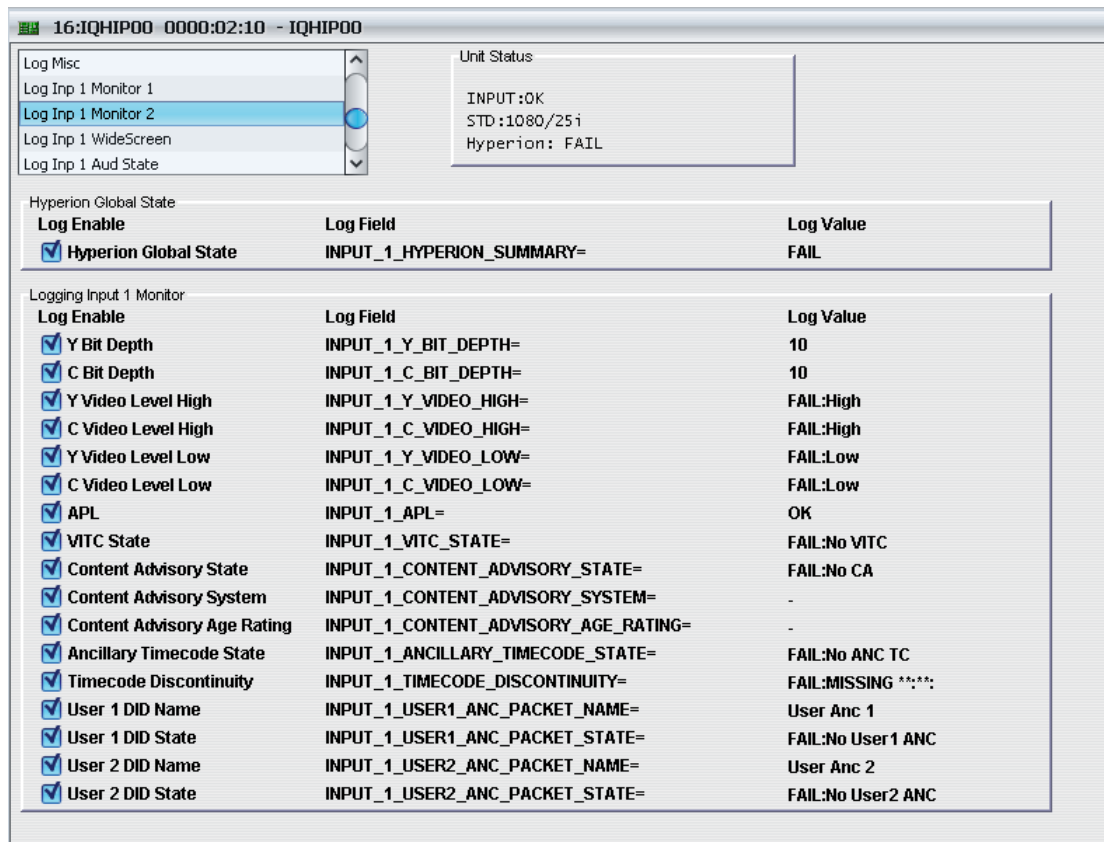 16:IQHIP00 0000:02:10 - IQHIP00
Log Misc
Log Inp 1 Monitor 1
Log Inp 1 Monitor 2
Log Inp 1 WideScreen
Log Inp 1 Aud State
Unit Status
INPUT:OK
STD:1080/25i
Hyperion: FAIL
Hyperion Global State
Log Enable Log Field Log Value
Hyperion Global State INPUT_1_HYPERION_SUMMARY= FAIL
Logging Input 1 Monitor
Log Enable Log Field Log Value
Y Bit Depth INPUT_1_Y_BIT_DEPTH= 10
C Bit Depth INPUT_1_C_BIT_DEPTH= 10
Y Video Level High INPUT_1_Y_VIDEO_HIGH= FAIL:High
C Video Level High INPUT_1_C_VIDEO_HIGH= FAIL:High
Y Video Level Low INPUT_1_Y_VIDEO_LOW= FAIL:Low
C Video Level Low INPUT_1_C_VIDEO_LOW= FAIL:Low
APL INPUT_1_APL= OK
VITC State INPUT_1_VITC_STATE= FAIL:No VITC
Content Advisory State INPUT_1_CONTENT_ADVISORY_STATE= FAIL:No CA
Content Advisory System INPUT_1_CONTENT_ADVISORY_SYSTEM= -
Content Advisory Age Rating INPUT_1_CONTENT_ADVISORY_AGE_RATING= -
Ancillary Timecode State INPUT_1_ANCILLARY_TIMECODE_STATE= FAIL:No ANC TC
Timecode Discontinuity INPUT_1_TIMECODE_DISCONTINUITY= FAIL:MISSING **:**:
User 1 DID Name INPUT_1_USER1_ANC_PACKET_NAME= User Anc 1
User 1 DID State INPUT_1_USER1_ANC_PACKET_STATE= FAIL:No User1 ANC
User 2 DID Name INPUT_1_USER2_ANC_PACKET_NAME= User Anc 2
User 2 DID State INPUT_1_USER2_ANC_PACKET_STATE= FAIL:No User2 ANC